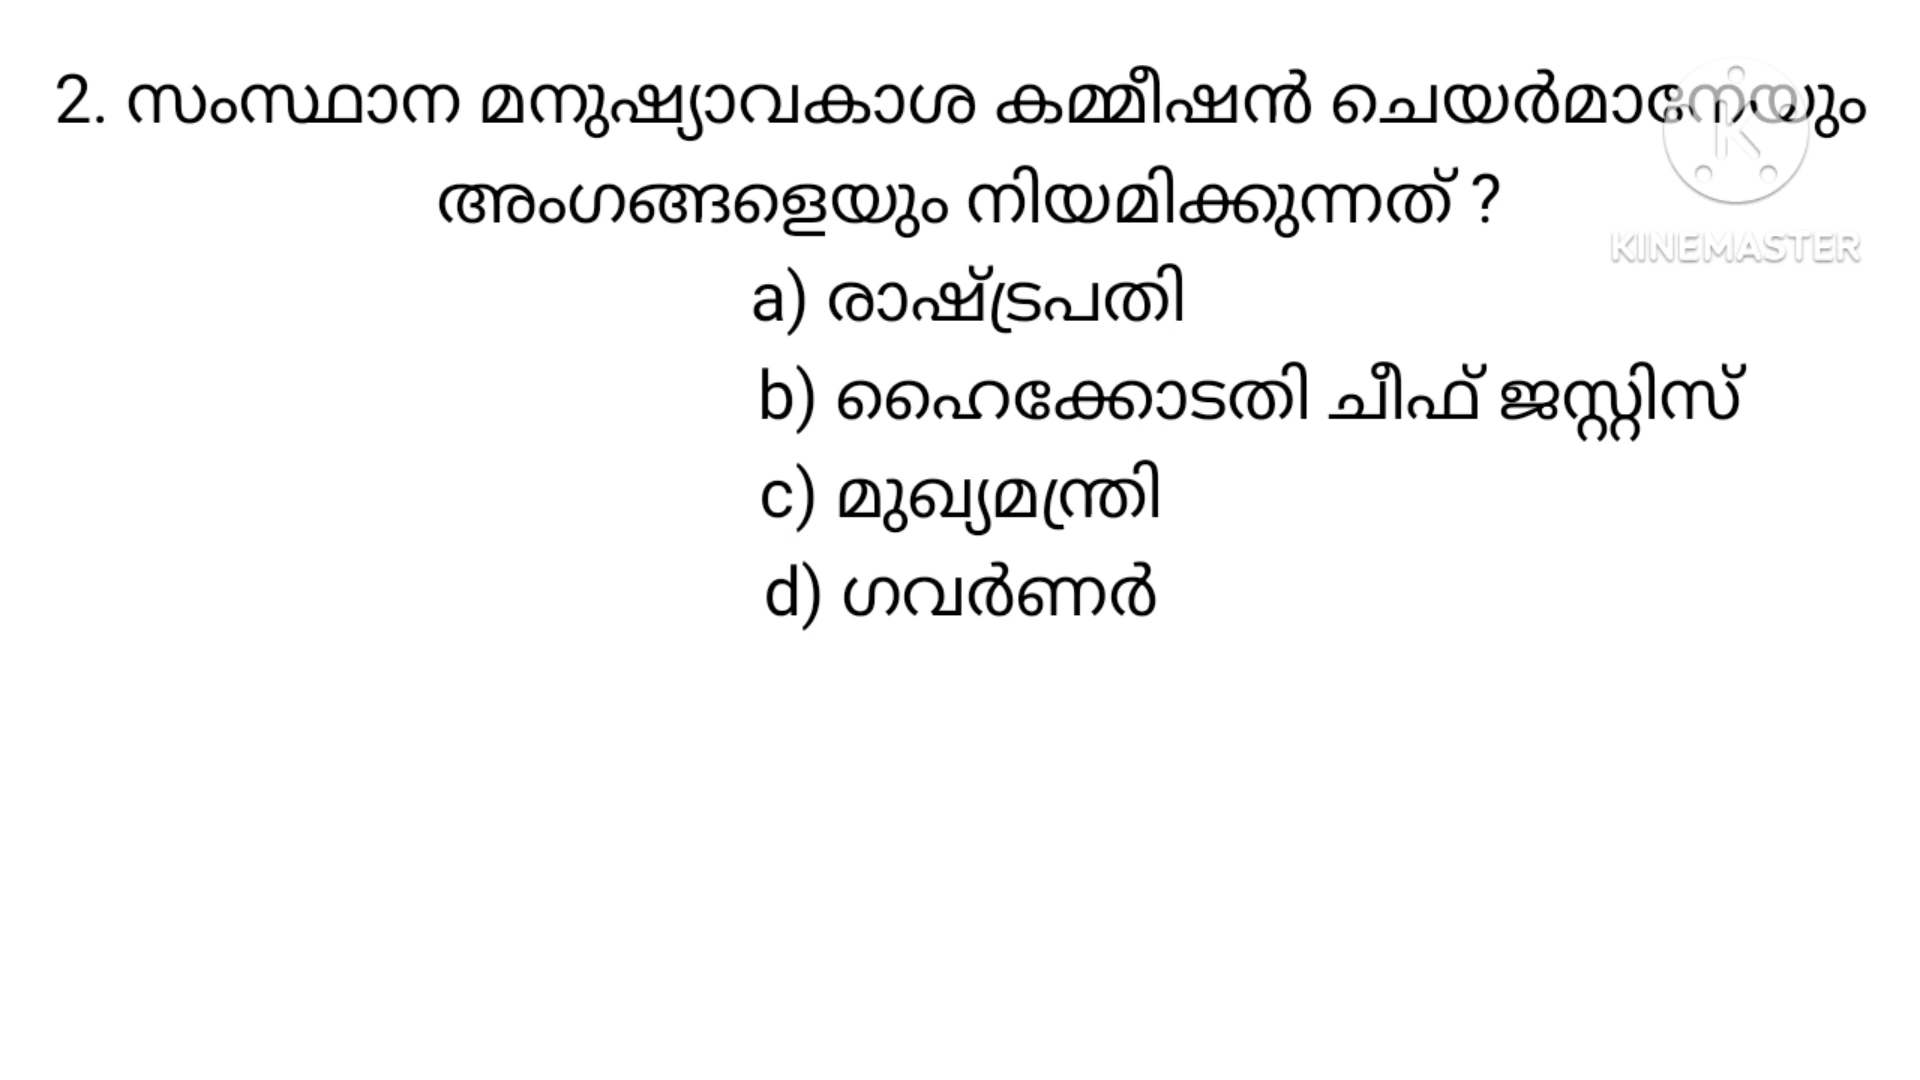 2. സംസ്ഥാന മനുഷ്യാവകാശ കമ്മീഷൻ ചെയർമാനേയും
അംഗങ്ങളെയും നിയമിക്കുന്നത് ?
a) രാഷ്ട്രപതി
b) ഹൈക്കോടതി ചീഫ് ജസ്റ്റിസ്
c) മുഖ്യമന്ത്രി
d) ഗവർണർ
KINEMASTER